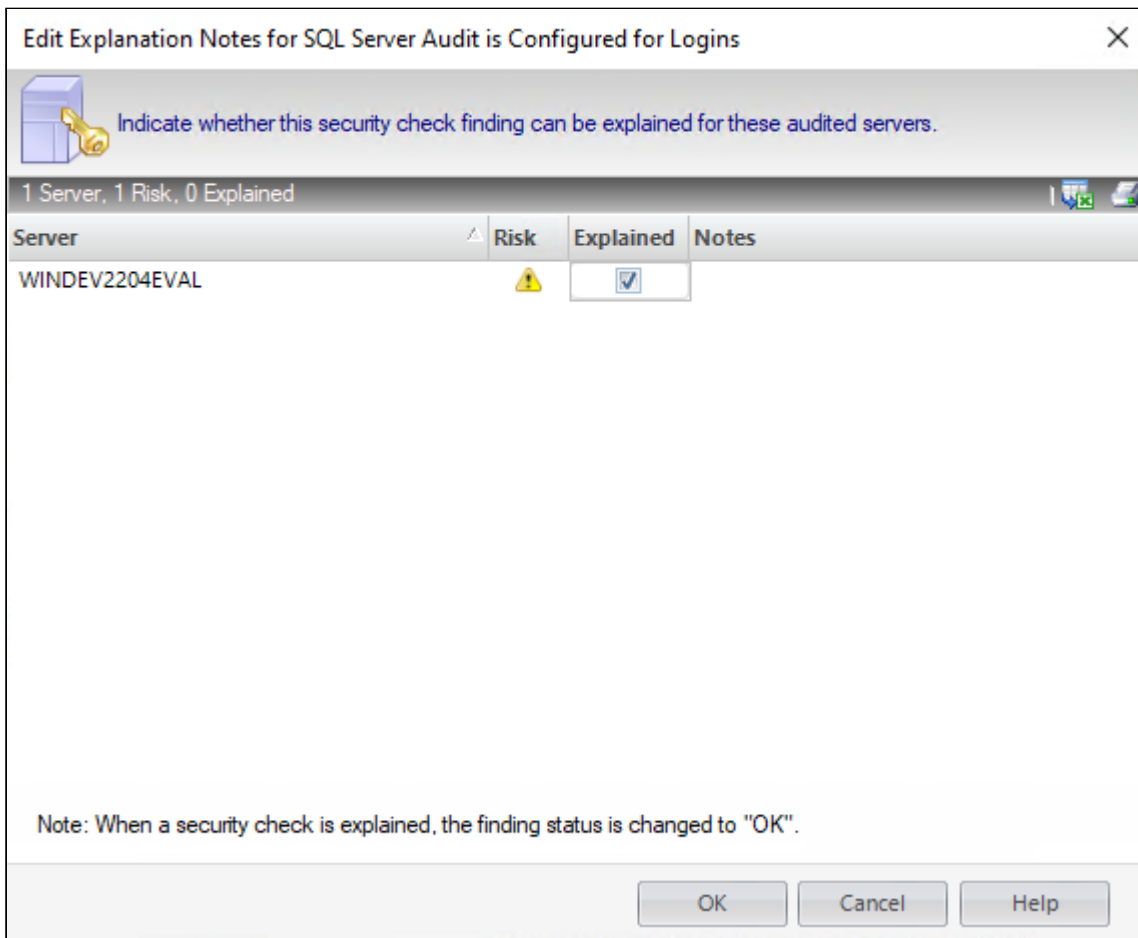 Edit Explanation Notes for SQL Server Audit is Configured for Logins
Indicate whether this security check finding can be explained for these audited servers.
1 Server, 1 Risk, 0 Explained
Server Risk Explained Notes
WINDEV2204EVAL
Note: When a security check is explained, the finding status is changed to "OK".
OK Cancel Help